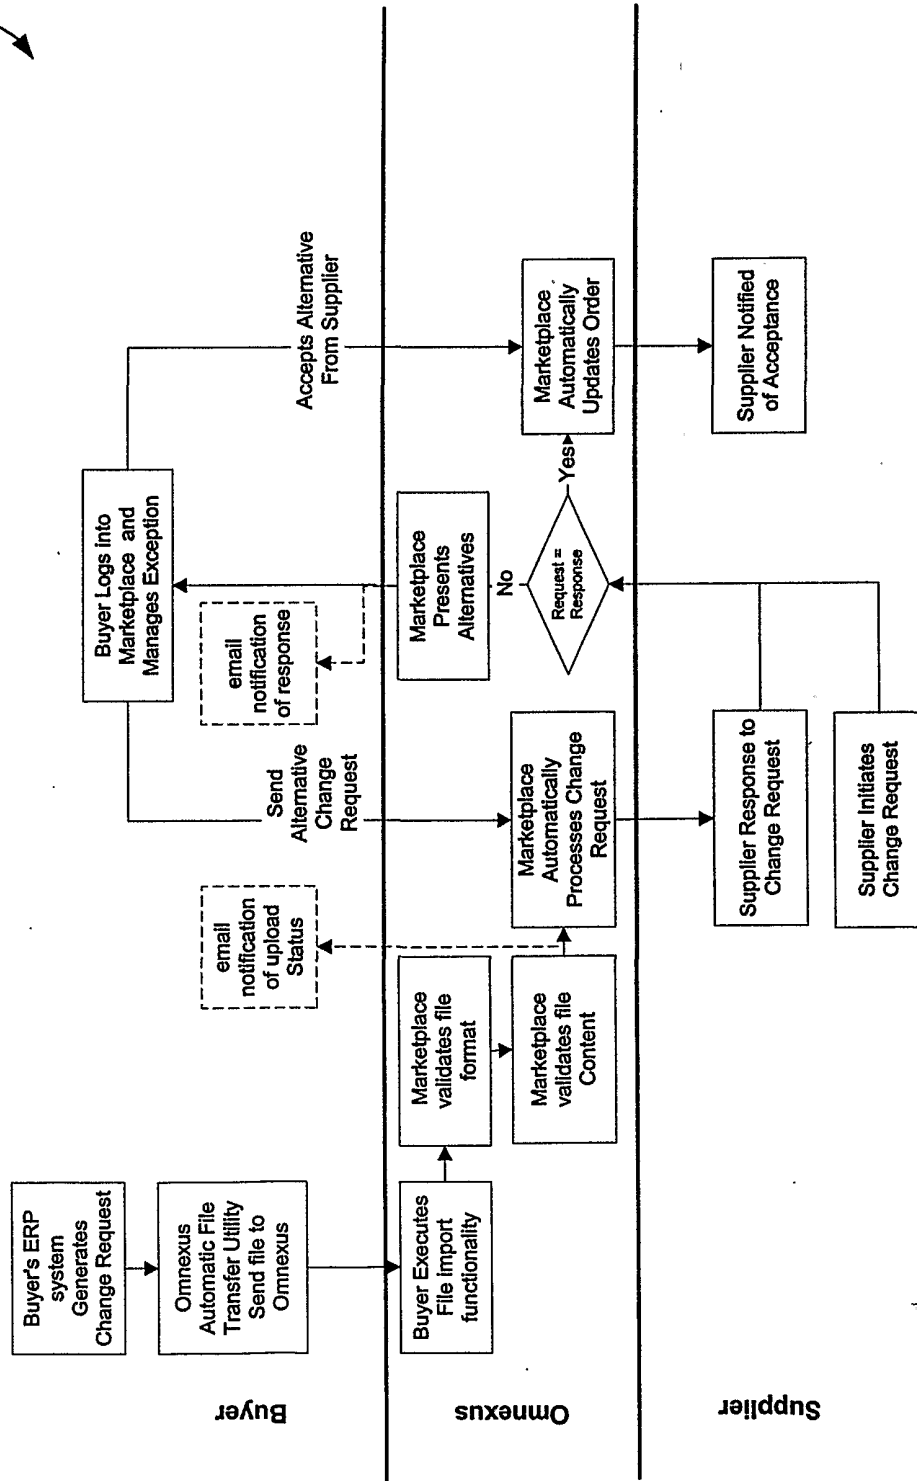 Buyer
Buyer's ERP
system
Generates
Change Request
Omnexus
Automatic File
Transfer Utility
Send file to
Omnexus
email
notification
of upload
Status
Send
Alternative
Change
Request
Buyer Logs into
Marketplace and
Manages Exception
email
notification
of response
Accepts Alternative
From Supplier
Omnexus
Buyer Executes
File import
functionality
Marketplace
validates file
format
Marketplace
validates file
Content
Marketplace
Automatically
Processes Change
Request
Marketplace
Presents
Alternatives
No
Request =
Response
Yes
Marketplace
Automatically
Updates Order
Supplier
Supplier Response to
Change Request
Supplier Initiates
Change Request
Supplier Notified
of Acceptance